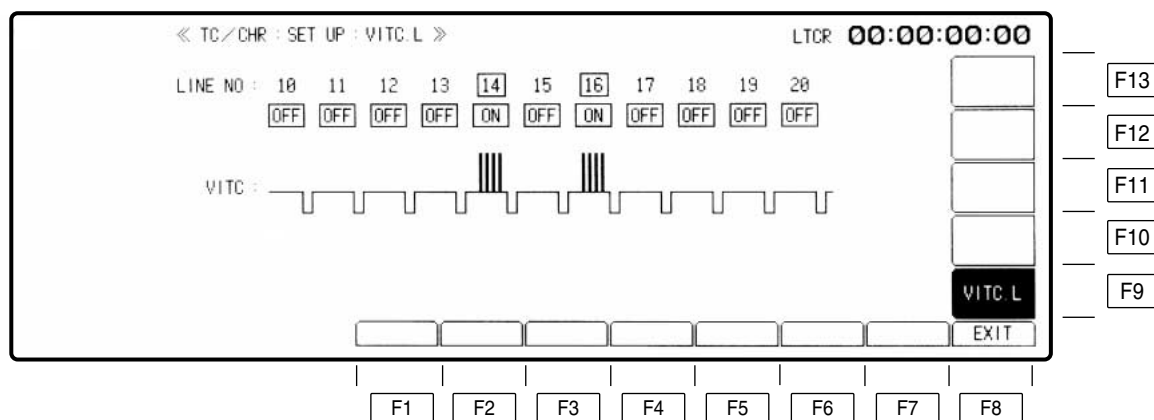 ≪ TC/CHR : SET UP : VITC.L ≫ LTCR 00:00:00:00
LINE NO : 10 11 12 13 14 15 16 17 18 19 20
OFF OFF OFF OFF ON OFF ON OFF OFF OFF OFF
VITC :
F13
F12
F11
F10
VITC.L F9
EXIT
F1 F2 F3 F4 F5 F6 F7 F8